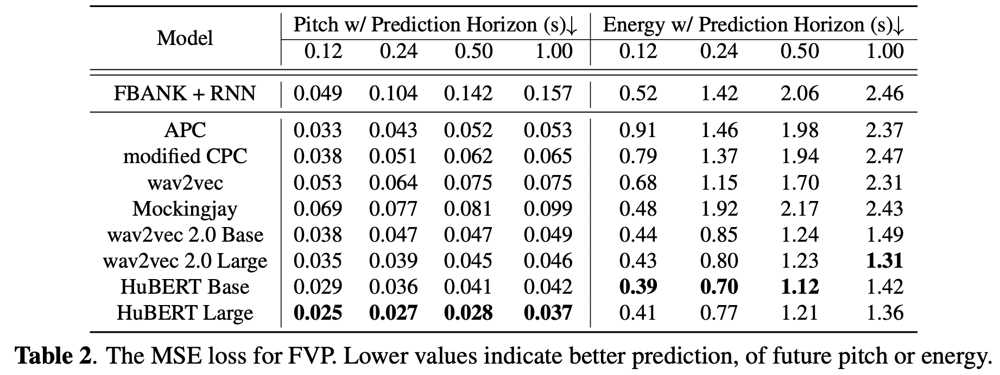 Model Pitch w/ Prediction Horizon (s)↓ Energy w/ Prediction Horizon (s)↓
0.12 0.24 0.50 1.00 0.12 0.24 0.50 1.00
FBANK + RNN 0.049 0.104 0.142 0.157 0.52 1.42 2.06 2.46
APC 0.033 0.043 0.052 0.053 0.91 1.46 1.98 2.37
modified CPC 0.038 0.051 0.062 0.065 0.79 1.37 1.94 2.47
wav2vec 0.053 0.064 0.075 0.075 0.68 1.15 1.70 2.31
Mockingjay 0.069 0.077 0.081 0.099 0.48 1.92 2.17 2.43
wav2vec 2.0 Base 0.038 0.047 0.047 0.049 0.44 0.85 1.24 1.49
wav2vec 2.0 Large 0.035 0.039 0.045 0.046 0.43 0.80 1.23 1.31
HuBERT Base 0.029 0.036 0.041 0.042 0.39 0.70 1.12 1.42
HuBERT Large 0.025 0.027 0.028 0.037 0.41 0.77 1.21 1.36
Table 2. The MSE loss for FVP. Lower values indicate better prediction, of future pitch or energy.